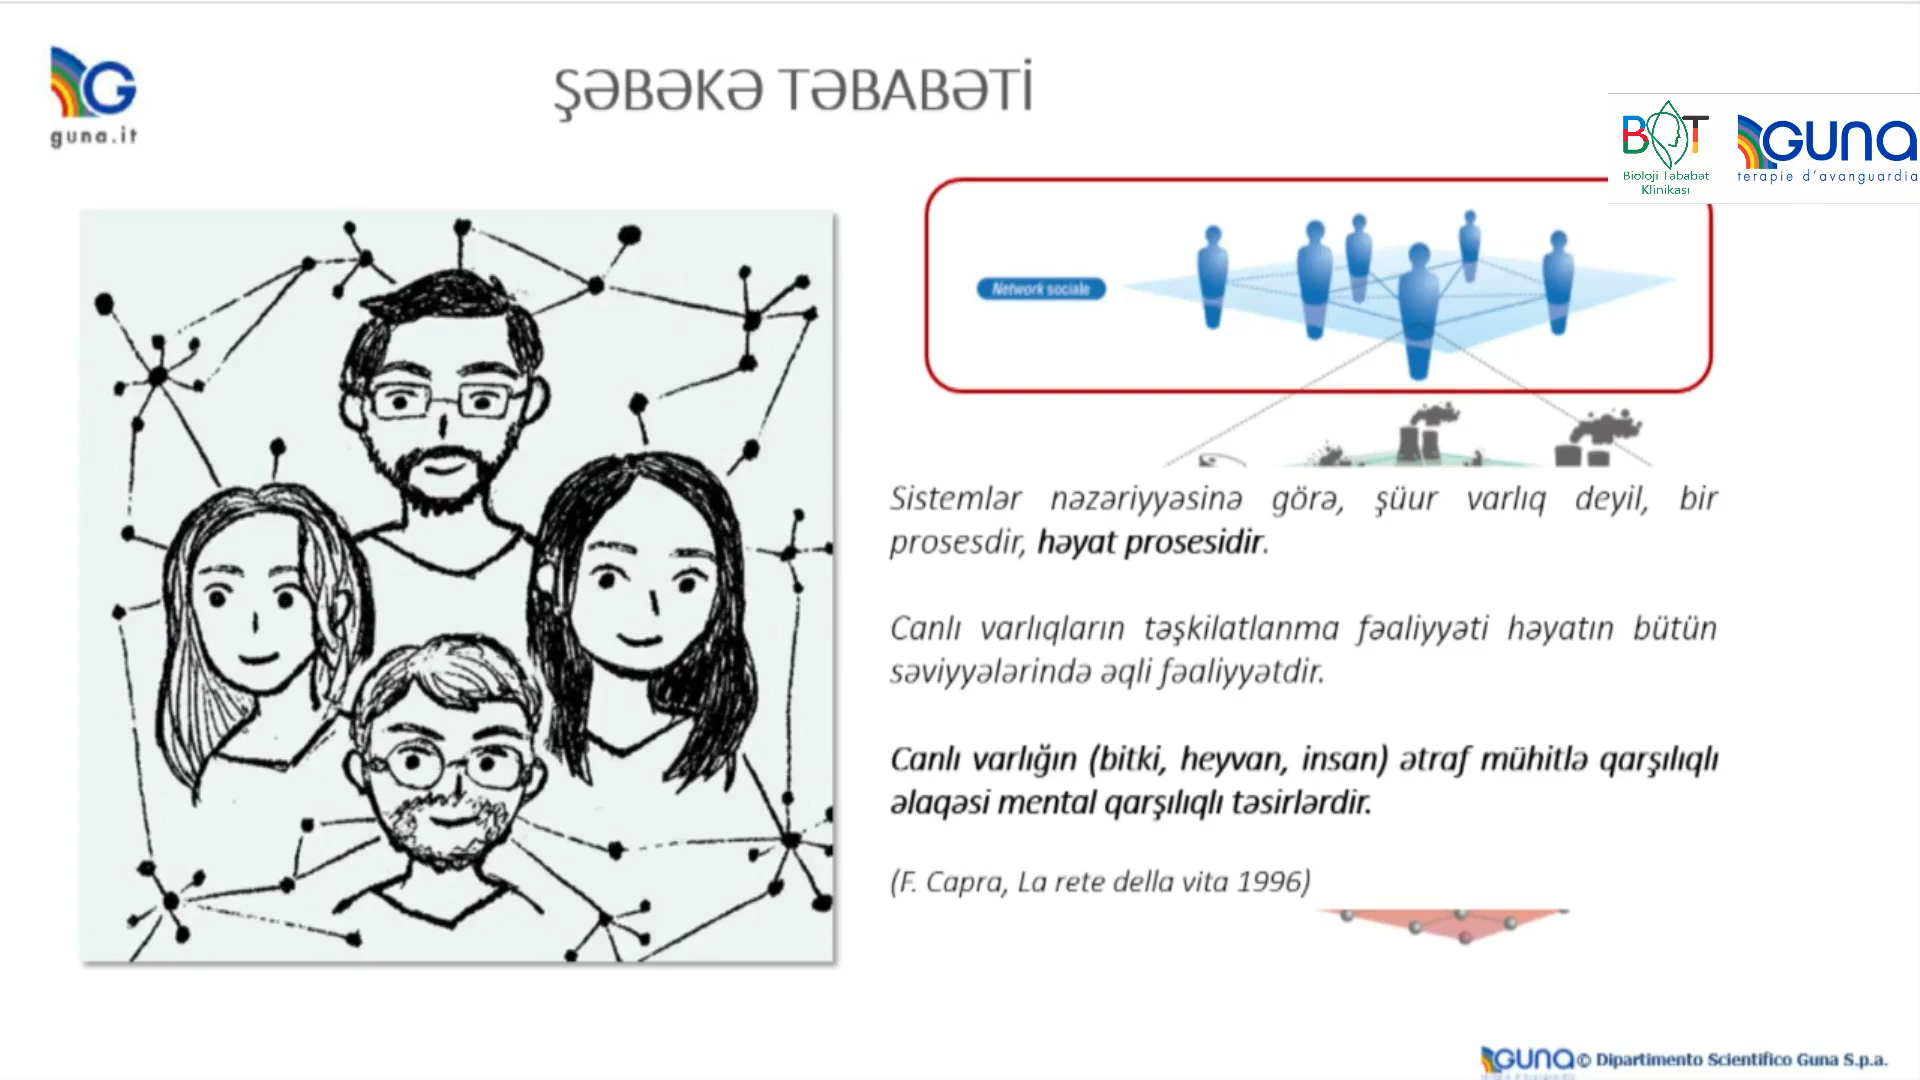 G
guna.it
ŞƏBƏKƏ TƏBABƏTİ
BOT
Bioloji Təbabət
Klinikası
GUNA
terapie d'avanguardia
Network sociale
Sistemlər nəzəriyyəsinə görə, şüur varlıq deyil, bir
prosesdir, həyat prosesidir.
Canlı varlıqların təşkilatlanma fəaliyyəti həyatın bütün
səviyyələrində əqli fəaliyyətdir.
Canlı varlığın (bitki, heyvan, insan) ətraf mühitlə qarşılıqlı
əlaqəsi mental qarşılıqlı təsirlərdir.
(F. Capra, La rete della vita 1996)
GUNA © Dipartimento Scientifico Guna S.p.a.